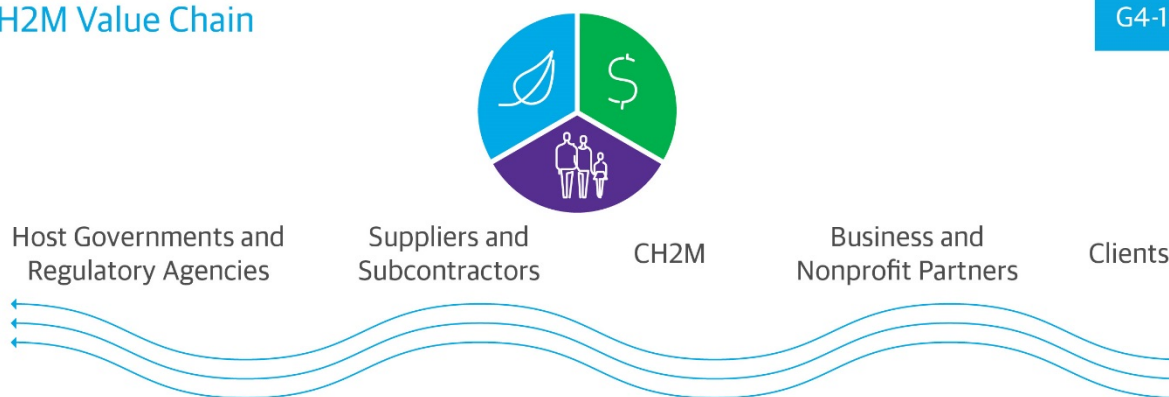 H2M Value Chain
G4-1
$
Host Governments and
Regulatory Agencies
Suppliers and
Subcontractors
CH2M
Business and
Nonprofit Partners
Clients